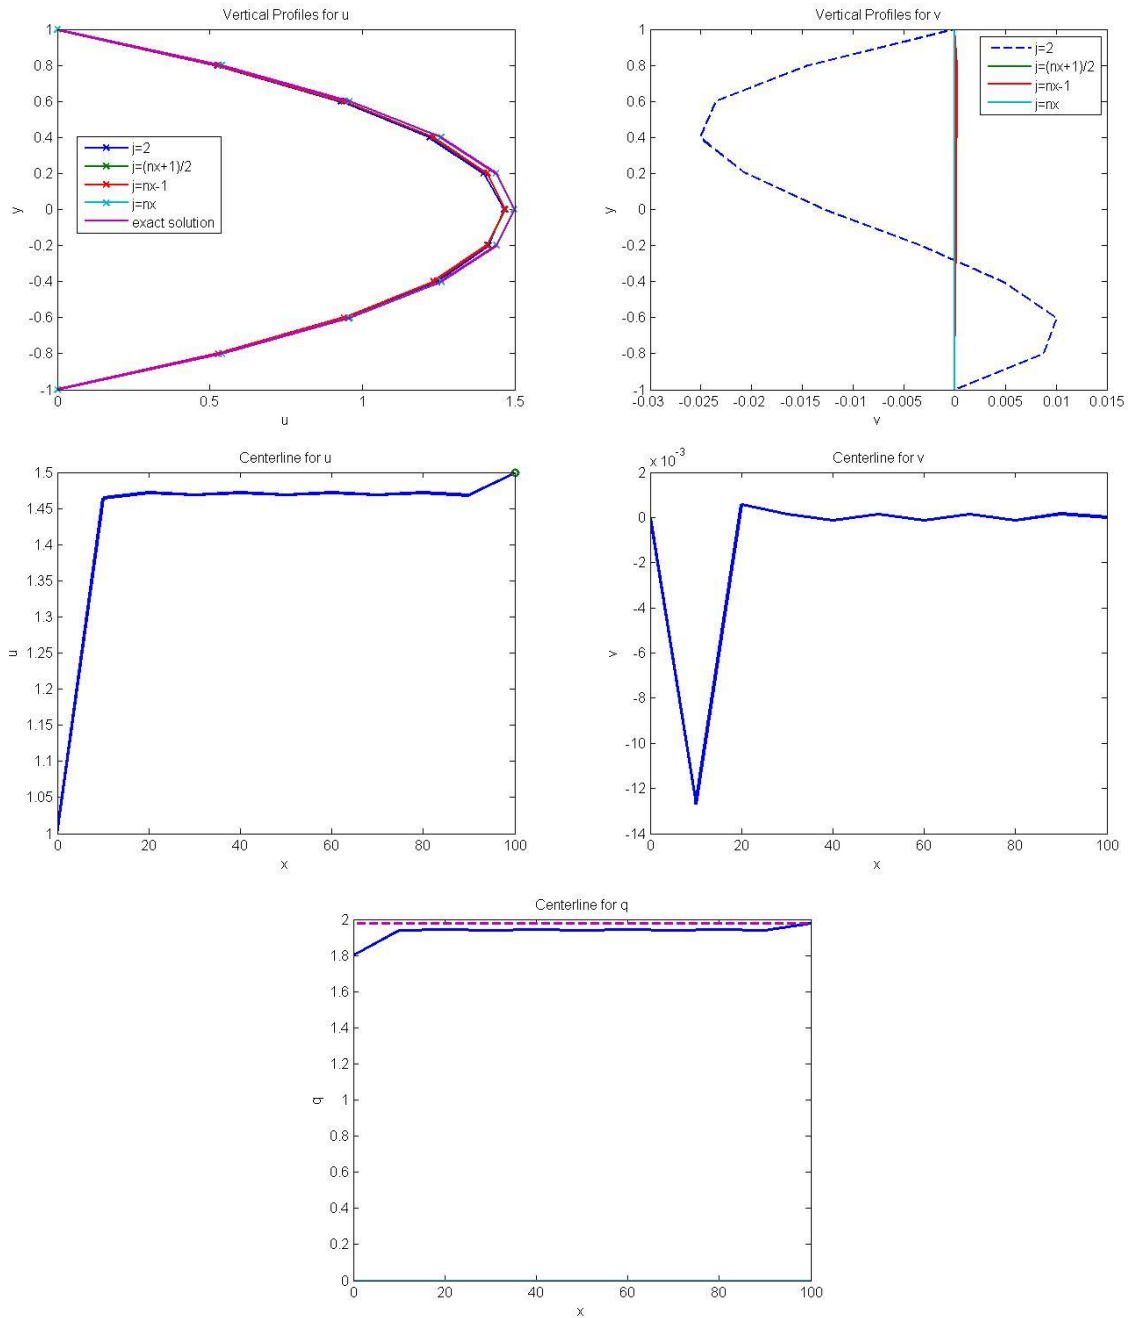 Vertical Profiles for u
1
0.8
0.6
0.4
0.2
0
-0.2
-0.4
-0.6
-0.8
-1
y
j=2
j=(nx+1)/2
j=nx-1
j=nx
exact solution
0 0.5 1 1.5
u
Vertical Profiles for v
1
0.8
0.6
0.4
0.2
0
-0.2
-0.4
-0.6
-0.8
-1
y
j=2
j=(nx+1)/2
j=nx-1
j=nx
-0.03 -0.025 -0.02 -0.015 -0.01 -0.005 0 0.005 0.01 0.015
v
Centerline for u
1.5
1.45
1.4
1.35
1.3
1.25
1.2
1.15
1.1
1.05
1
u
0 20 40 60 80 100
x
Centerline for v
x 10^-3
2
0
-2
-4
-6
-8
-10
-12
-14
v
0 20 40 60 80 100
x
Centerline for q
2
1.8
1.6
1.4
1.2
1
0.8
0.6
0.4
0.2
0
q
0 20 40 60 80 100
x